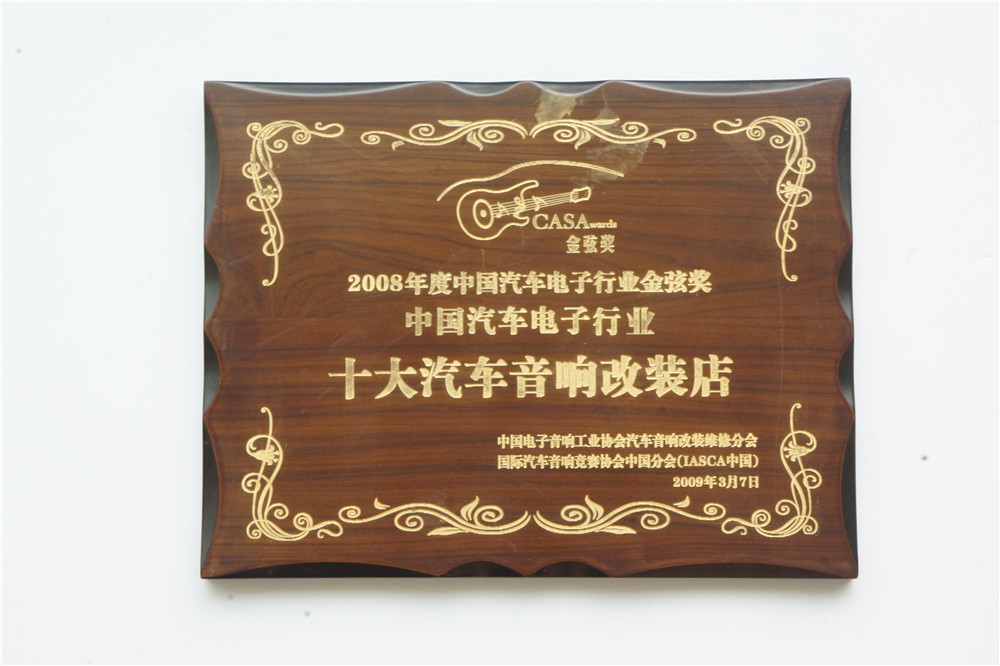 CASAwards
金弦奖
2008年度中国汽车电子行业金弦奖
中国汽车电子行业
十大汽车音响改装店
中国电子音响工业协会汽车音响改装维修分会
国际汽车音响竞赛协会中国分会(IASCA中国)
2009年3月7日